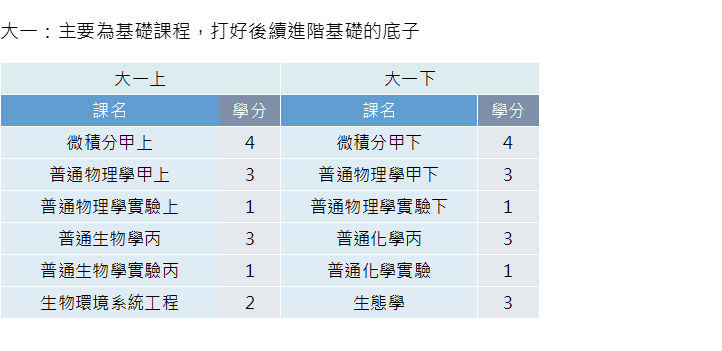 大一：主要為基礎課程，打好後續進階基礎的底子
大一上 大一下
課名 學分 課名 學分
微積分甲上 4 微積分甲下 4
普通物理學甲上 3 普通物理學甲下 3
普通物理學實驗上 1 普通物理學實驗下 1
普通生物學丙 3 普通化學丙 3
普通生物學實驗丙 1 普通化學實驗 1
生物環境系統工程 2 生態學 3